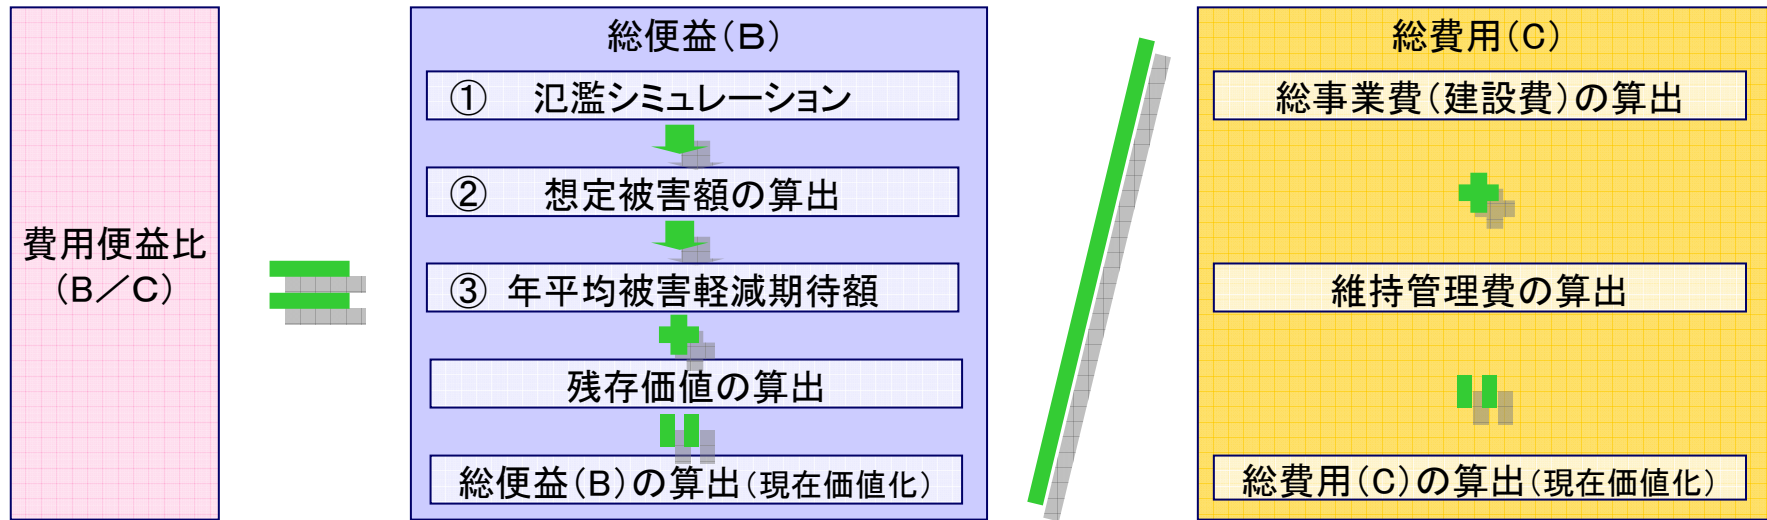 費用便益比
(B／C)
総便益(B)
① 氾濫シミュレーション
② 想定被害額の算出
③ 年平均被害軽減期待額
残存価値の算出
総便益(B)の算出(現在価値化)
総費用(C)
総事業費(建設費)の算出
維持管理費の算出
総費用(C)の算出(現在価値化)